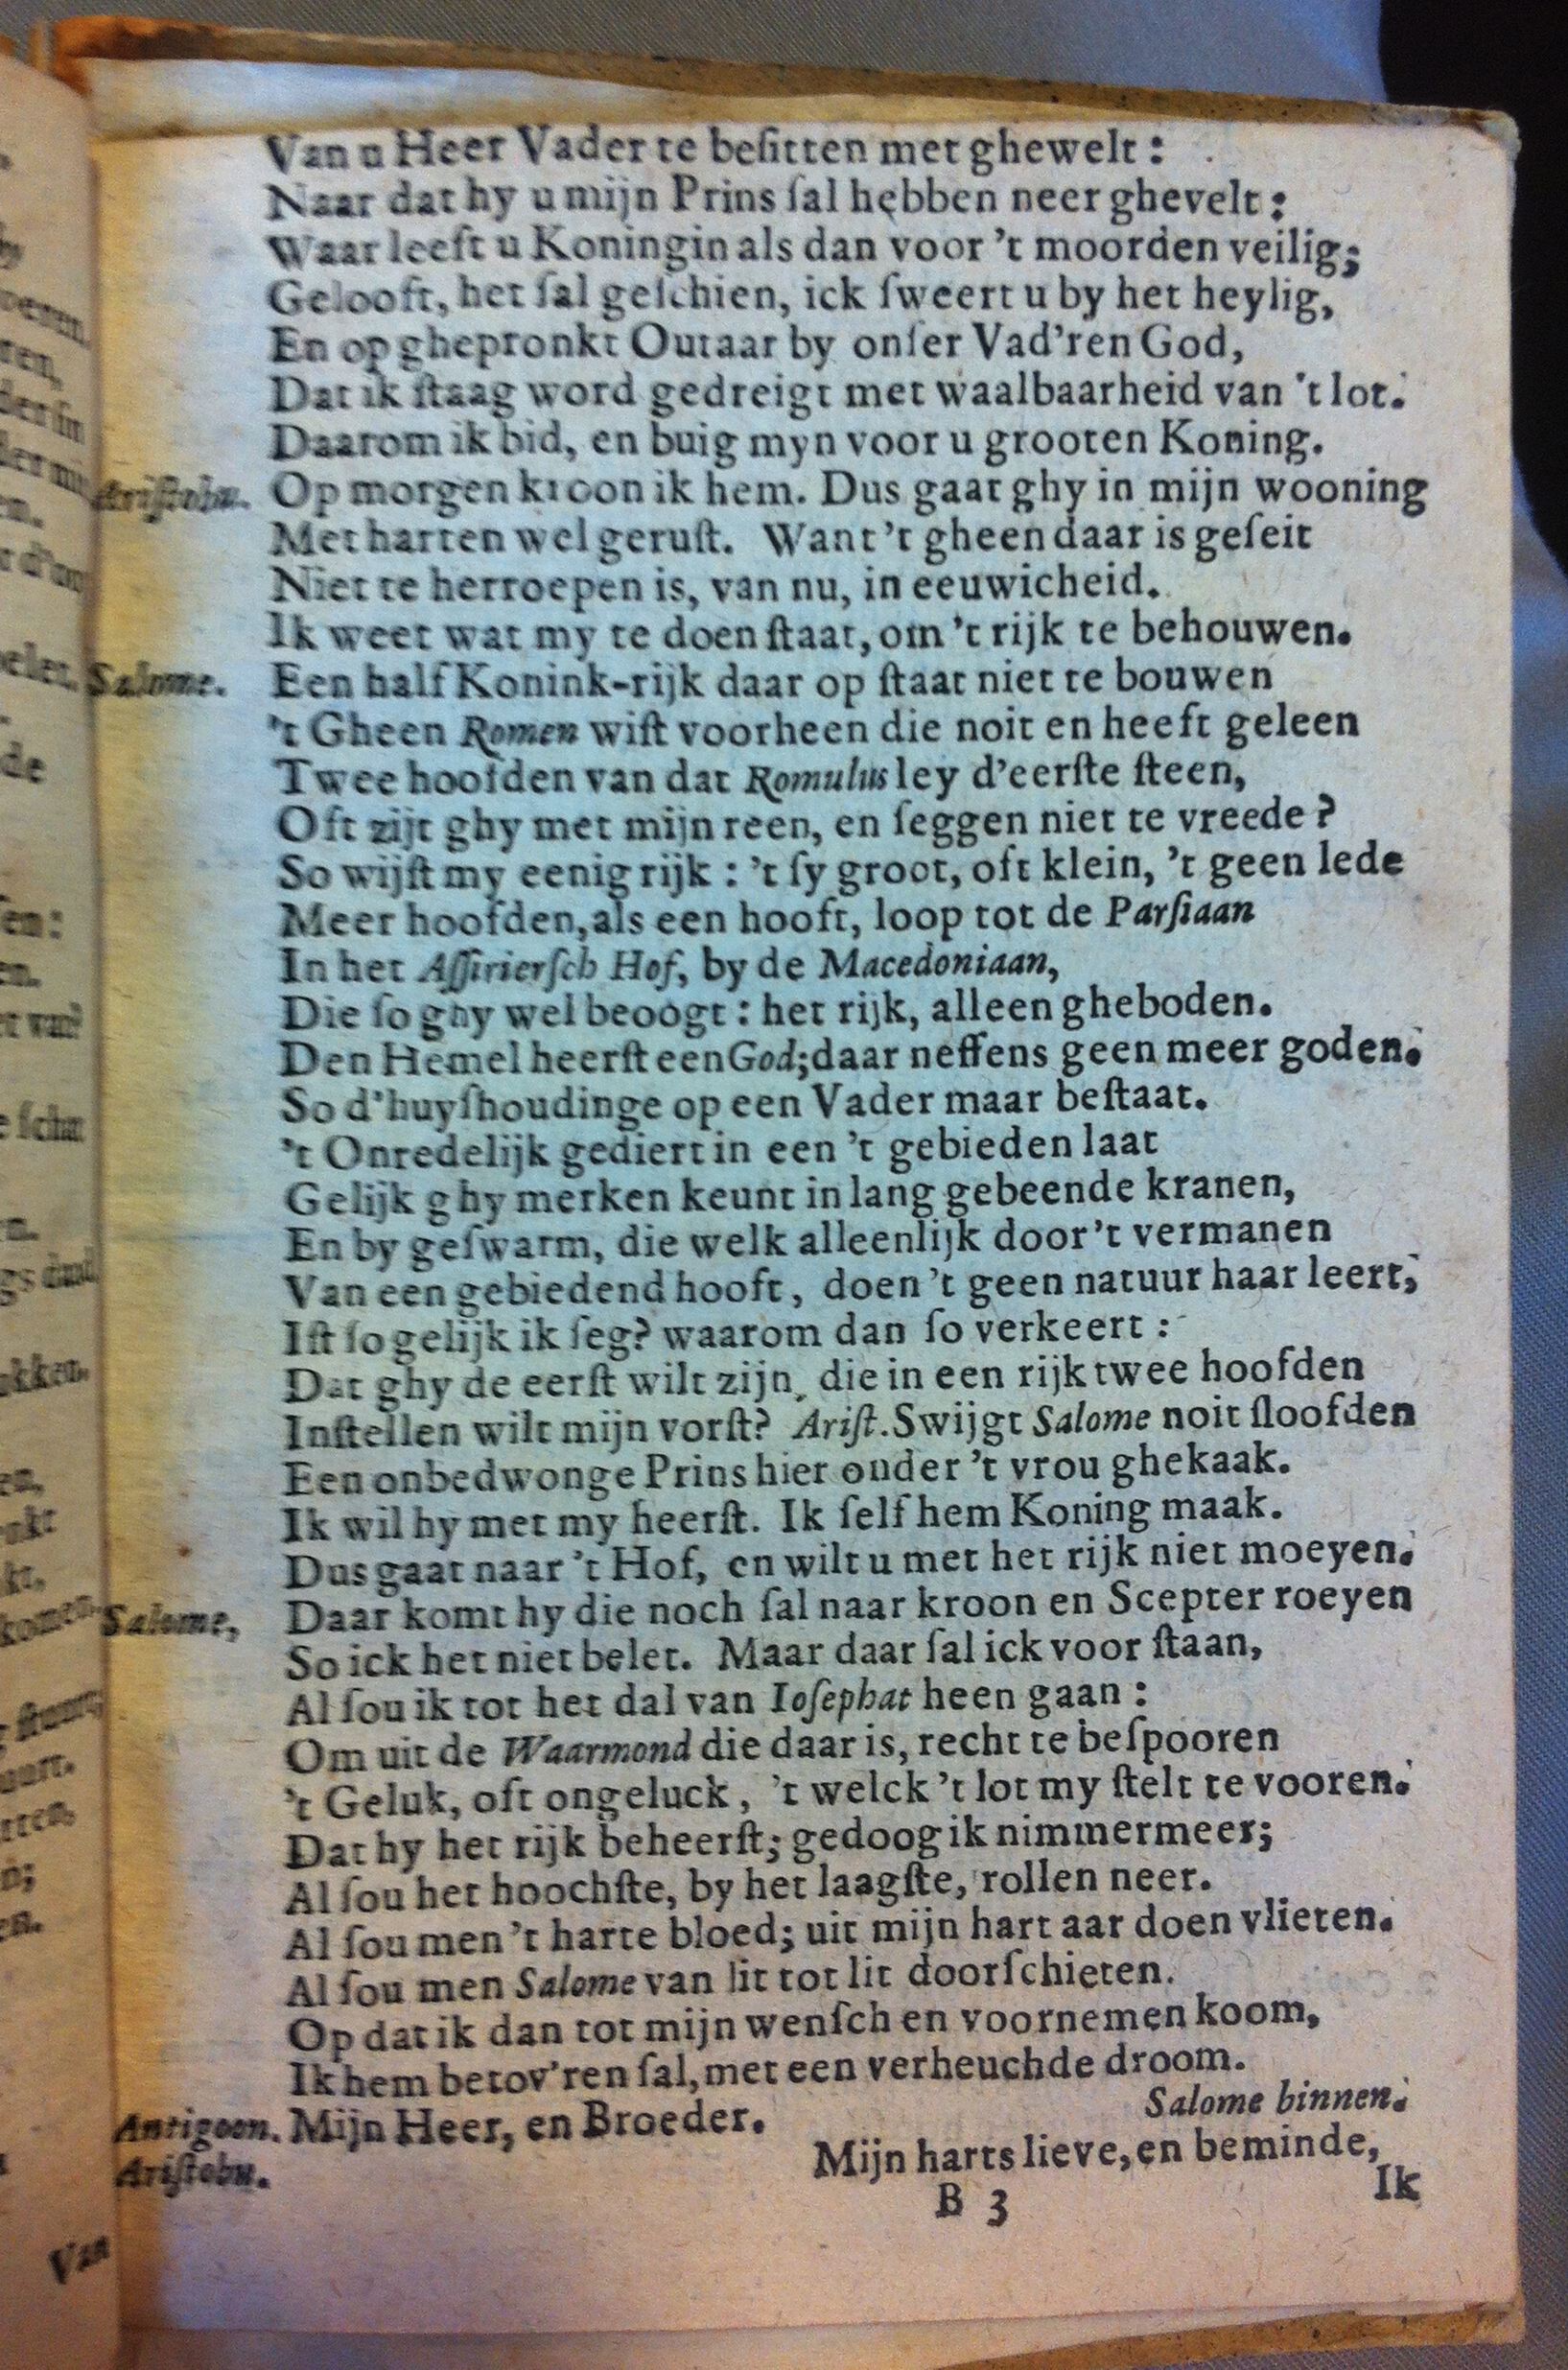 Van u Heer Vader te beſitten met ghewelt :
Naar dat hy u mijn Prins ſal hebben neer ghevelt :
Waar leeft u Koningin als dan voor 't moorden veilig;
Gelooft, het ſal geſchien, ick ſweert u by het heylig,
En op ghepronkt Outaar by onſer Vad'ren God,
Dat ik ſtaag word gedreigt met waalbaarheid van 't lot.
Daarom ik bid, en buig myn voor u grooten Koning.
Ariſtobu. Op morgen kroon ik hem. Dus gaat ghy in mijn wooning
Met harten wel geruſt. Want 't gheen daar is geſeit
Niet te herroepen is, van nu, in eeuwicheid.
Ik weet wat my te doen ſtaat, om 't rijk te behouwen.
Salome. Een half Konink-rijk daar op ſtaat niet te bouwen
't Gheen Romen wiſt voorheen die noit en heeft geleen
Twee hoofden van dat Romulus ley d'eerſte ſteen,
Oft zijt ghy met mijn reen, en ſeggen niet te vreede ?
So wijſt my eenig rijk : 't ſy groot, oft klein, 't geen lede
Meer hoofden, als een hooft, loop tot de Parſiaan
In het Aſſirierſch Hof, by de Macedoniaan,
Die ſo ghy wel beoogt : het rijk, alleen gheboden.
Den Hemel heerſt een God; daar neffens geen meer goden.
So d'huyſhoudinge op een Vader maar beſtaat.
't Onredelijk gediert in een 't gebieden laat
Gelijk ghy merken keunt in lang gebeende kranen,
En by geſwarm, die welk alleenlijk door 't vermanen
Van een gebiedend hooft, doen 't geen natuur haar leert,
Iſt ſo gelijk ik ſeg? waarom dan ſo verkeert :
Dat ghy de eerſt wilt zijn, die in een rijk twee hoofden
Inſtellen wilt mijn vorſt? Ariſt. Swijgt Salome noit ſloofden
Een onbedwonge Prins hier onder 't vrou ghekaak.
Ik wil hy met my heerſt. Ik ſelf hem Koning maak.
Dus gaat naar 't Hof, en wilt u met het rijk niet moeyen.
Salome, Daar komt hy die noch ſal naar kroon en Scepter roeyen
So ick het niet belet. Maar daar ſal ick voor ſtaan,
Al ſou ik tot het dal van Ioſephat heen gaan :
Om uit de Waarmond die daar is, recht te beſpooren
't Geluk, oft ongeluck, 't welck 't lot my ſtelt te vooren.
Dat hy het rijk beheerſt; gedoog ik nimmermeer;
Al ſou het hoochſte, by het laagſte, rollen neer.
Al ſou men 't harte bloed; uit mijn hart aar doen vlieten.
Al ſou men Salome van lit tot lit doorſchieten.
Op dat ik dan tot mijn wenſch en voornemen koom,
Ik hem betov'ren ſal, met een verheuchde droom.
Salome binnen.
Antigoon. Mijn Heer, en Broeder.
Ariſtobu. Mijn harts lieve, en beminde,
B 3 Ik